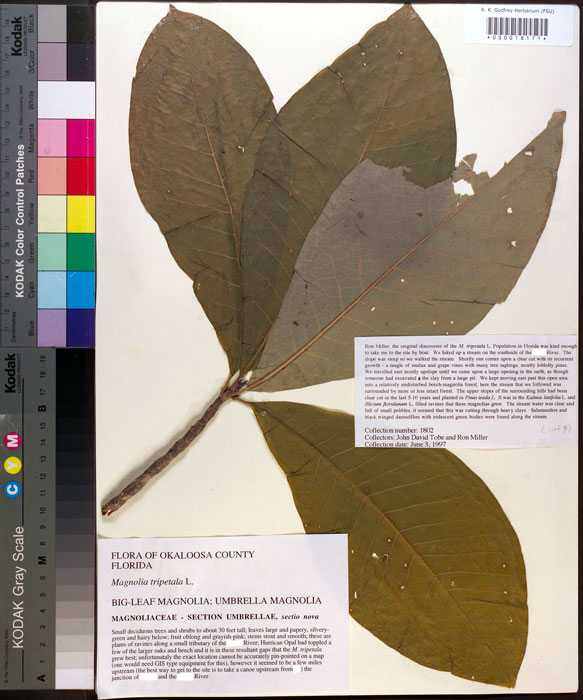 R. K. Godfrey Herbarium (FSU)
*000018171*
Kodak
KODAK Color Control Patches
© The Tiffen Company, 2000
Centimetres
Blue
Cyan
Green
Yellow
Red
Magenta
White
3/Color
Black
Kodak
KODAK Gray Scale
C Y M
© The Tiffen Company, 2000
A 1 2 3 4 5 6 M 8 9 10 11 12 13 14 15 B 17 18 19
Ron Miller, the original discoverer of the M. tripetala L. Population in Florida was kind enough
to take me to the site by boat. We hiked up a stream on the southside of the River. The
slope was steep so we walked the stream. Shortly one comes upon a clear cut with its recurrent
growth - a tangle of smilax and grape vines with many tree saplings, mostly loblolly pines.
We travelled east mostly upslope until we came upon a large opening in the earth, as though
someone had excavated the clay from a large pit. We kept moving east past this open area
into a relatively undisturbed beech-magnolia forest, here the stream that we followed was
surrounded by more or less intact forest. The upper slopes of the surrounding hills had been
clear cut in the last 5-10 years and planted in Pinus taeda L. It was in the Kalmia latifolia L. and
Illicium floridanum L. filled ravines that these magnolias grew. The stream water was clear and
full of small pebbles, it seemed that this was cutting through heavy clays. Salamanders and
black winged damselflies with iridescent green bodies were found along the stream.
Collection number: 1802
Collectors: John David Tobe and Ron Miller
Collection date: June 3, 1997
FLORA OF OKALOOSA COUNTY
FLORIDA
Magnolia tripetala L.
BIG-LEAF MAGNOLIA; UMBRELLA MAGNOLIA
MAGNOLIACEAE - SECTION UMBRELLAE, sectio nova
Small deciduous trees and shrubs to about 30 feet tall; leaves large and papery, silvery-
green and hairy below; fruit oblong and grayish-pink; stems stout and smooth; these are
plants of ravines along a small tributary of the River, Hurrican Opal had toppled a
few of the larger oaks and beech and it is in these resultant gaps that the M. tripetala
grew best; unfortunately the exact location cannot be accurately pin-pointed on a map
(one would need GIS type equipment for this), however it seemed to be a few miles
upstream (the best way to get to the site is to take a canoe upstream from ) the
junction of and the River.